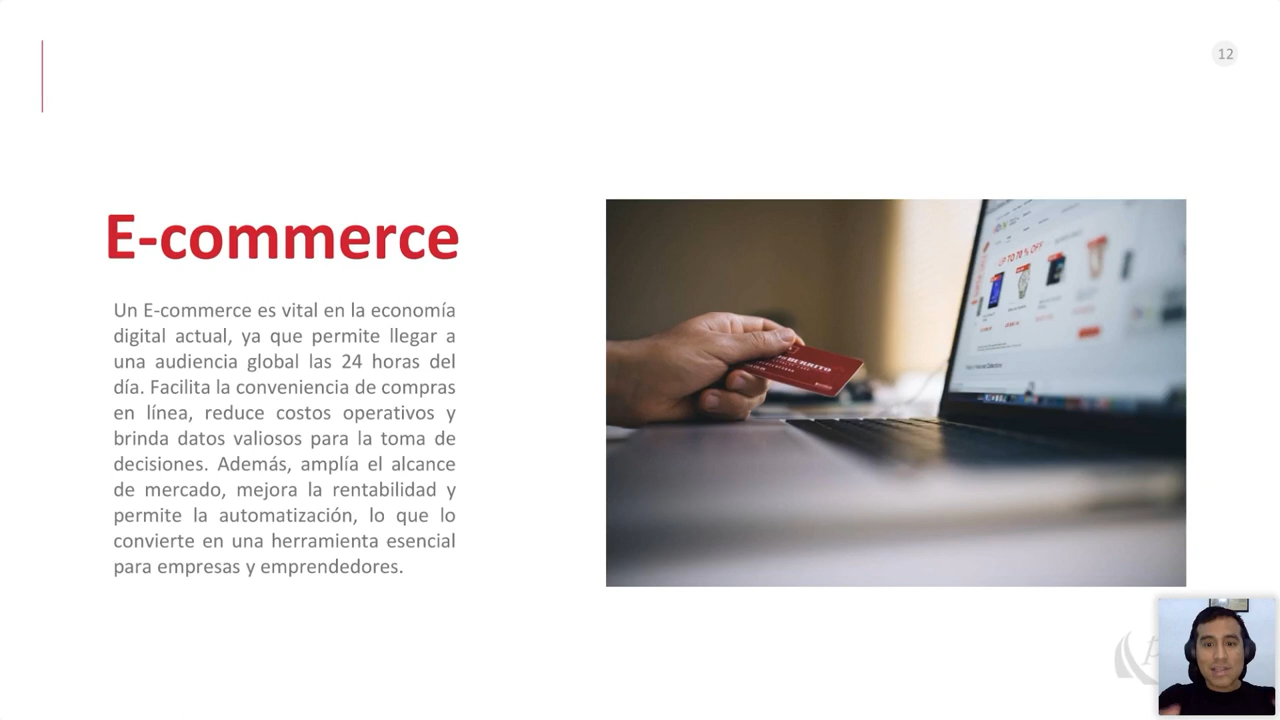 12
E-commerce
Un E-commerce es vital en la economía
digital actual, ya que permite llegar a
una audiencia global las 24 horas del
día. Facilita la conveniencia de compras
en línea, reduce costos operativos y
brinda datos valiosos para la toma de
decisiones. Además, amplía el alcance
de mercado, mejora la rentabilidad y
permite la automatización, lo que lo
convierte en una herramienta esencial
para empresas y emprendedores.
UP TO 70 % OFF